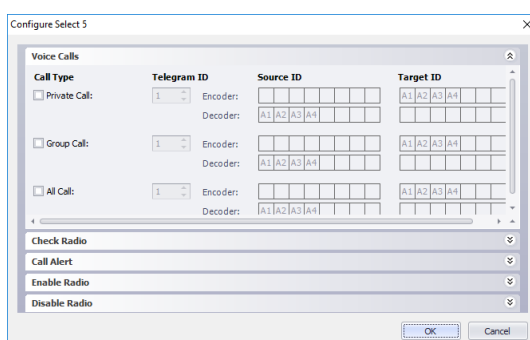 Configure Select 5
Voice Calls
Call Type Telegram ID Source ID Target ID
Private Call: 1 Encoder: A1 A2 A3 A4
Decoder: A1 A2 A3 A4
Group Call: 1 Encoder: A1 A2 A3 A4
Decoder: A1 A2 A3 A4
All Call: 1 Encoder: A1 A2 A3 A4
Decoder: A1 A2 A3 A4
Check Radio
Call Alert
Enable Radio
Disable Radio
OK Cancel